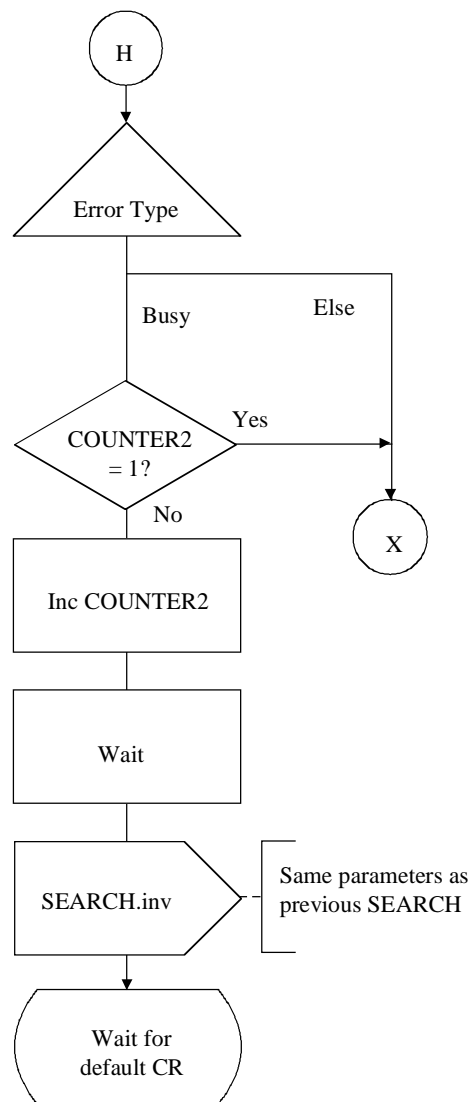 H
Error Type
Busy
Else
COUNTER2
= 1?
Yes
No
X
Inc COUNTER2
Wait
SEARCH.inv
Same parameters as
previous SEARCH
Wait for
default CR